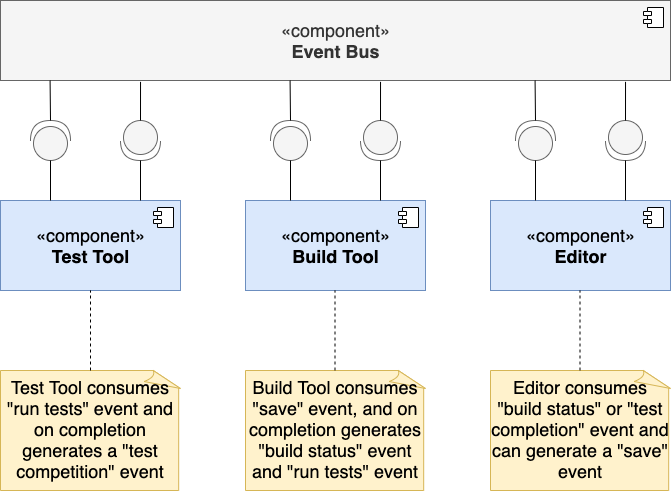 «component»
Event Bus
«component»
Test Tool
«component»
Build Tool
«component»
Editor
Test Tool consumes
"run tests" event and
on completion
generates a "test
competition" event
Build Tool consumes
"save" event, and on
completion generates
"build status" event
and "run tests" event
Editor consumes
"build status" or "test
completion" event and
can generate a "save"
event